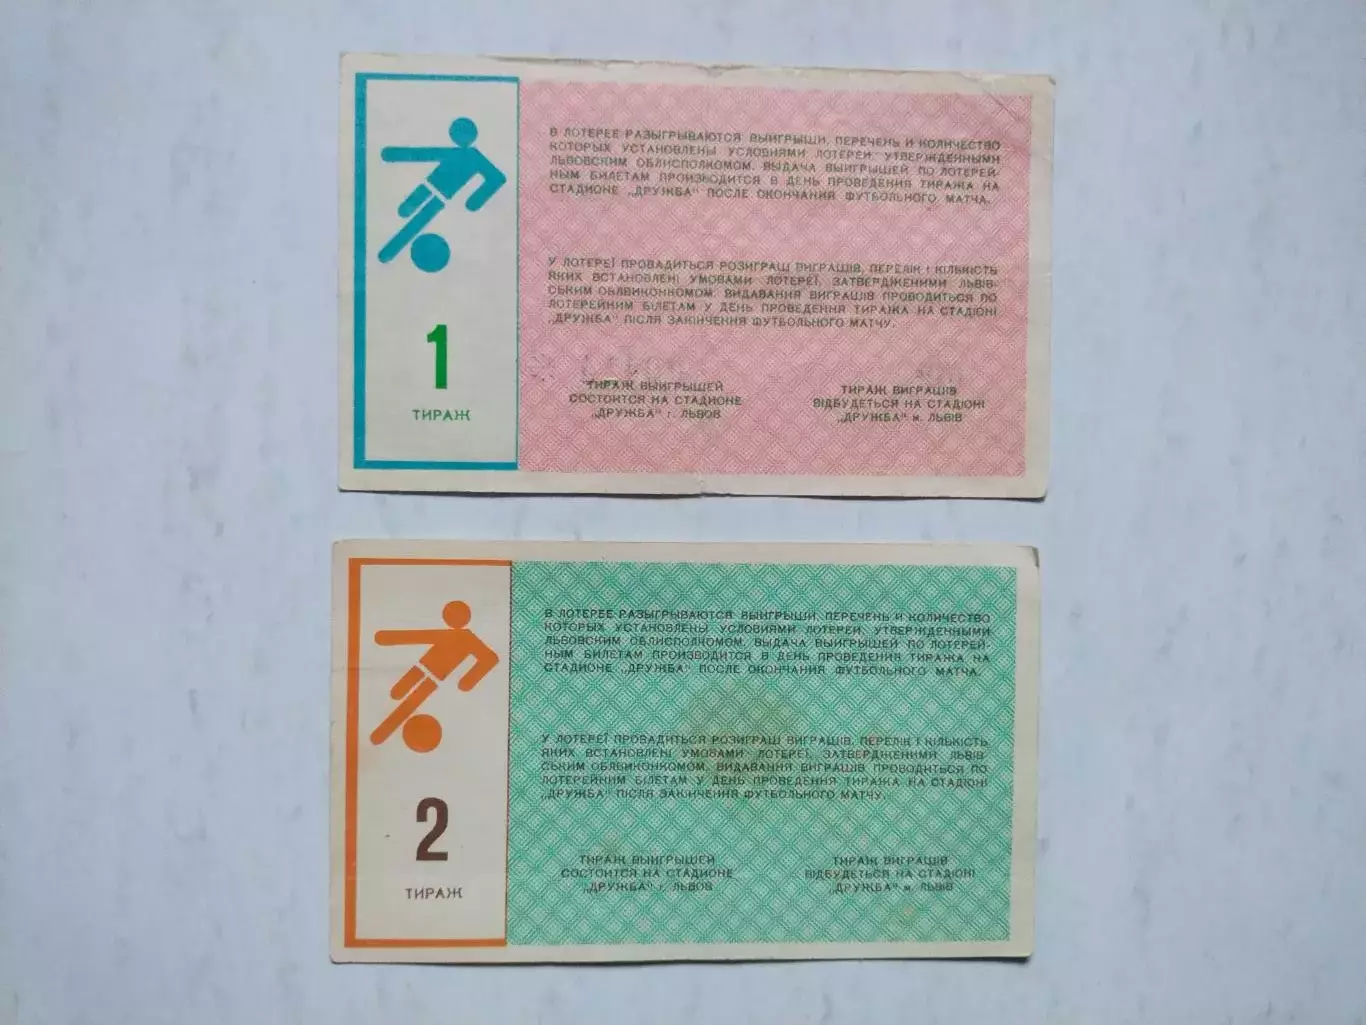 В ЛОТЕРЕЕ РАЗЫГРЫВАЮТСЯ ВЫИГРЫШИ, ПЕРЕЧЕНЬ И КОЛИЧЕСТВО
КОТОРЫХ УСТАНОВЛЕНЫ УСЛОВИЯМИ ЛОТЕРЕИ, УТВЕРЖДЕННЫМИ
ЛЬВОВСКИМ ОБЛИСПОЛКОМОМ. ВЫДАЧА ВЫИГРЫШЕЙ ПО ЛОТЕРЕЙ-
НЫМ БИЛЕТАМ ПРОИЗВОДИТСЯ В ДЕНЬ ПРОВЕДЕНИЯ ТИРАЖА НА
СТАДИОНЕ „ДРУЖБА" ПОСЛЕ ОКОНЧАНИЯ ФУТБОЛЬНОГО МАТЧА.
У ЛОТЕРЕЇ ПРОВАДИТЬСЯ РОЗИГРАШ ВИГРАШІВ, ПЕРЕЛІК І КІЛЬКІСТЬ
ЯКИХ ВСТАНОВЛЕНІ УМОВАМИ ЛОТЕРЕЇ, ЗАТВЕРДЖЕНИМИ ЛЬВІВ-
СЬКИМ ОБЛВИКОНКОМОМ. ВИДАВАННЯ ВИГРАШІВ ПРОВОДИТЬСЯ ПО
ЛОТЕРЕЙНИМ БІЛЕТАМ У ДЕНЬ ПРОВЕДЕННЯ ТИРАЖА НА СТАДІОНІ
„ДРУЖБА" ПІСЛЯ ЗАКІНЧЕННЯ ФУТБОЛЬНОГО МАТЧУ.
1
ТИРАЖ
ТИРАЖ ВЫИГРЫШЕЙ
СОСТОИТСЯ НА СТАДИОНЕ
„ДРУЖБА" г. ЛЬВОВ
ТИРАЖ ВИГРАШІВ
ВІДБУДЕТЬСЯ НА СТАДІОНІ
„ДРУЖБА" м. ЛЬВІВ
В ЛОТЕРЕЕ РАЗЫГРЫВАЮТСЯ ВЫИГРЫШИ, ПЕРЕЧЕНЬ И КОЛИЧЕСТВО
КОТОРЫХ УСТАНОВЛЕНЫ УСЛОВИЯМИ ЛОТЕРЕИ, УТВЕРЖДЕННЫМИ
ЛЬВОВСКИМ ОБЛИСПОЛКОМОМ. ВЫДАЧА ВЫИГРЫШЕЙ ПО ЛОТЕРЕЙ-
НЫМ БИЛЕТАМ ПРОИЗВОДИТСЯ В ДЕНЬ ПРОВЕДЕНИЯ ТИРАЖА НА
СТАДИОНЕ „ДРУЖБА" ПОСЛЕ ОКОНЧАНИЯ ФУТБОЛЬНОГО МАТЧА.
У ЛОТЕРЕЇ ПРОВАДИТЬСЯ РОЗИГРАШ ВИГРАШІВ, ПЕРЕЛІК І КІЛЬКІСТЬ
ЯКИХ ВСТАНОВЛЕНІ УМОВАМИ ЛОТЕРЕЇ, ЗАТВЕРДЖЕНИМИ ЛЬВІВ-
СЬКИМ ОБЛВИКОНКОМОМ. ВИДАВАННЯ ВИГРАШІВ ПРОВОДИТЬСЯ ПО
ЛОТЕРЕЙНИМ БІЛЕТАМ У ДЕНЬ ПРОВЕДЕННЯ ТИРАЖА НА СТАДІОНІ
„ДРУЖБА" ПІСЛЯ ЗАКІНЧЕННЯ ФУТБОЛЬНОГО МАТЧУ.
2
ТИРАЖ
ТИРАЖ ВЫИГРЫШЕЙ
СОСТОИТСЯ НА СТАДИОНЕ
„ДРУЖБА" г. ЛЬВОВ
ТИРАЖ ВИГРАШІВ
ВІДБУДЕТЬСЯ НА СТАДІОНІ
„ДРУЖБА" м. ЛЬВІВ